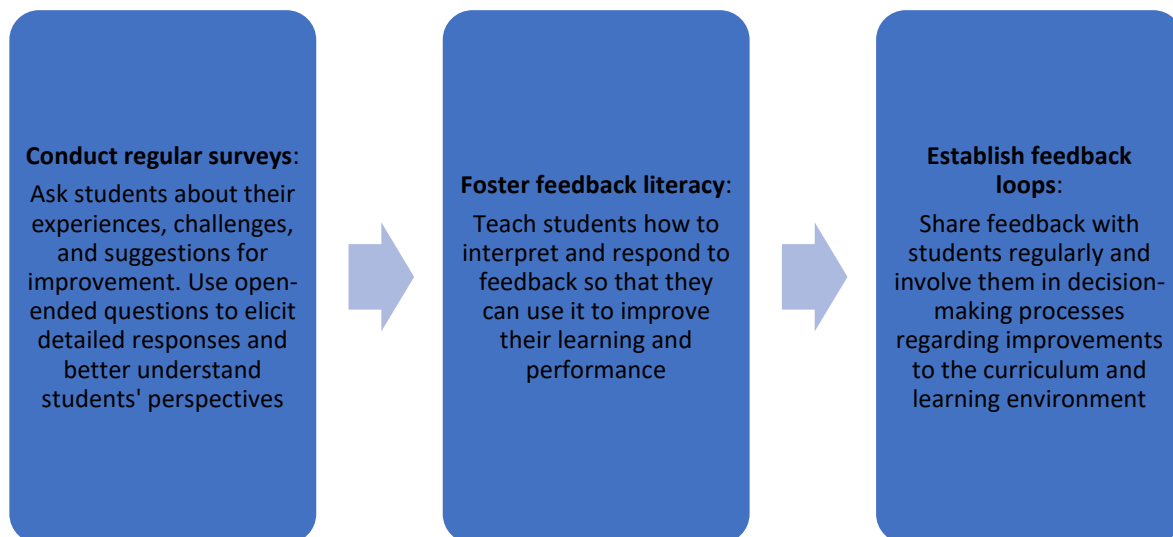 Conduct regular surveys:
Ask students about their
experiences, challenges,
and suggestions for
improvement. Use open-
ended questions to elicit
detailed responses and
better understand
students' perspectives
Foster feedback literacy:
Teach students how to
interpret and respond to
feedback so that they
can use it to improve
their learning and
performance
Establish feedback
loops:
Share feedback with
students regularly and
involve them in decision-
making processes
regarding improvements
to the curriculum and
learning environment